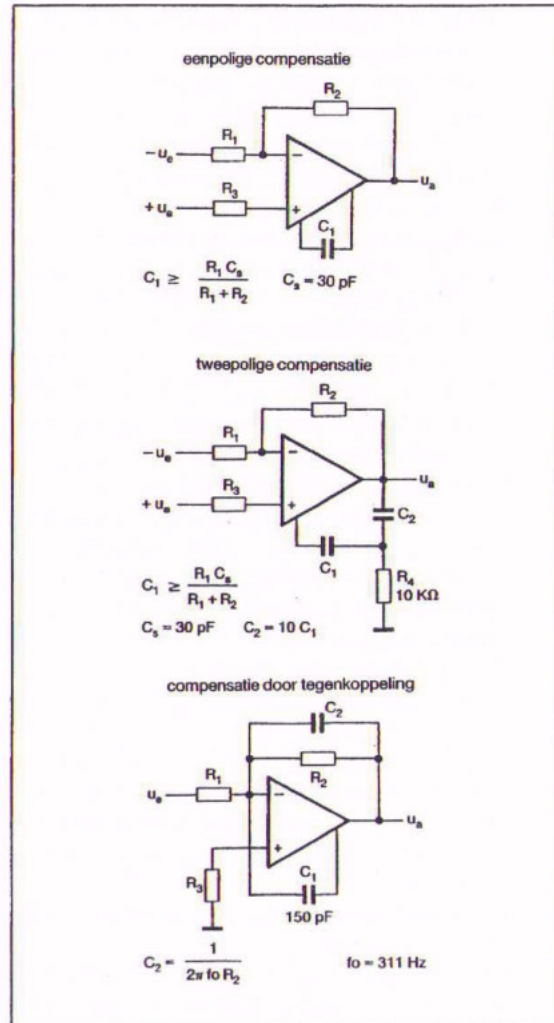 eenpolige compensatie
R₂
R₁
− uₑ
−
uₐ
R₃
+ uₑ
+
C₁
C₁ ≥ R₁ Cₛ / R₁ + R₂ Cₛ = 30 pF
tweepolige compensatie
R₂
R₁
− uₑ
−
uₐ
R₃
+ uₑ
+
C₂
C₁
R₄
10 KΩ
C₁ ≥ R₁ Cₛ / R₁ + R₂
Cₛ = 30 pF C₂ = 10 C₁
compensatie door tegenkoppeling
C₂
R₁
R₂
uₑ
−
uₐ
+
R₃
C₁
150 pF
C₂ = 1 / 2π fo R₂ fo = 311 Hz